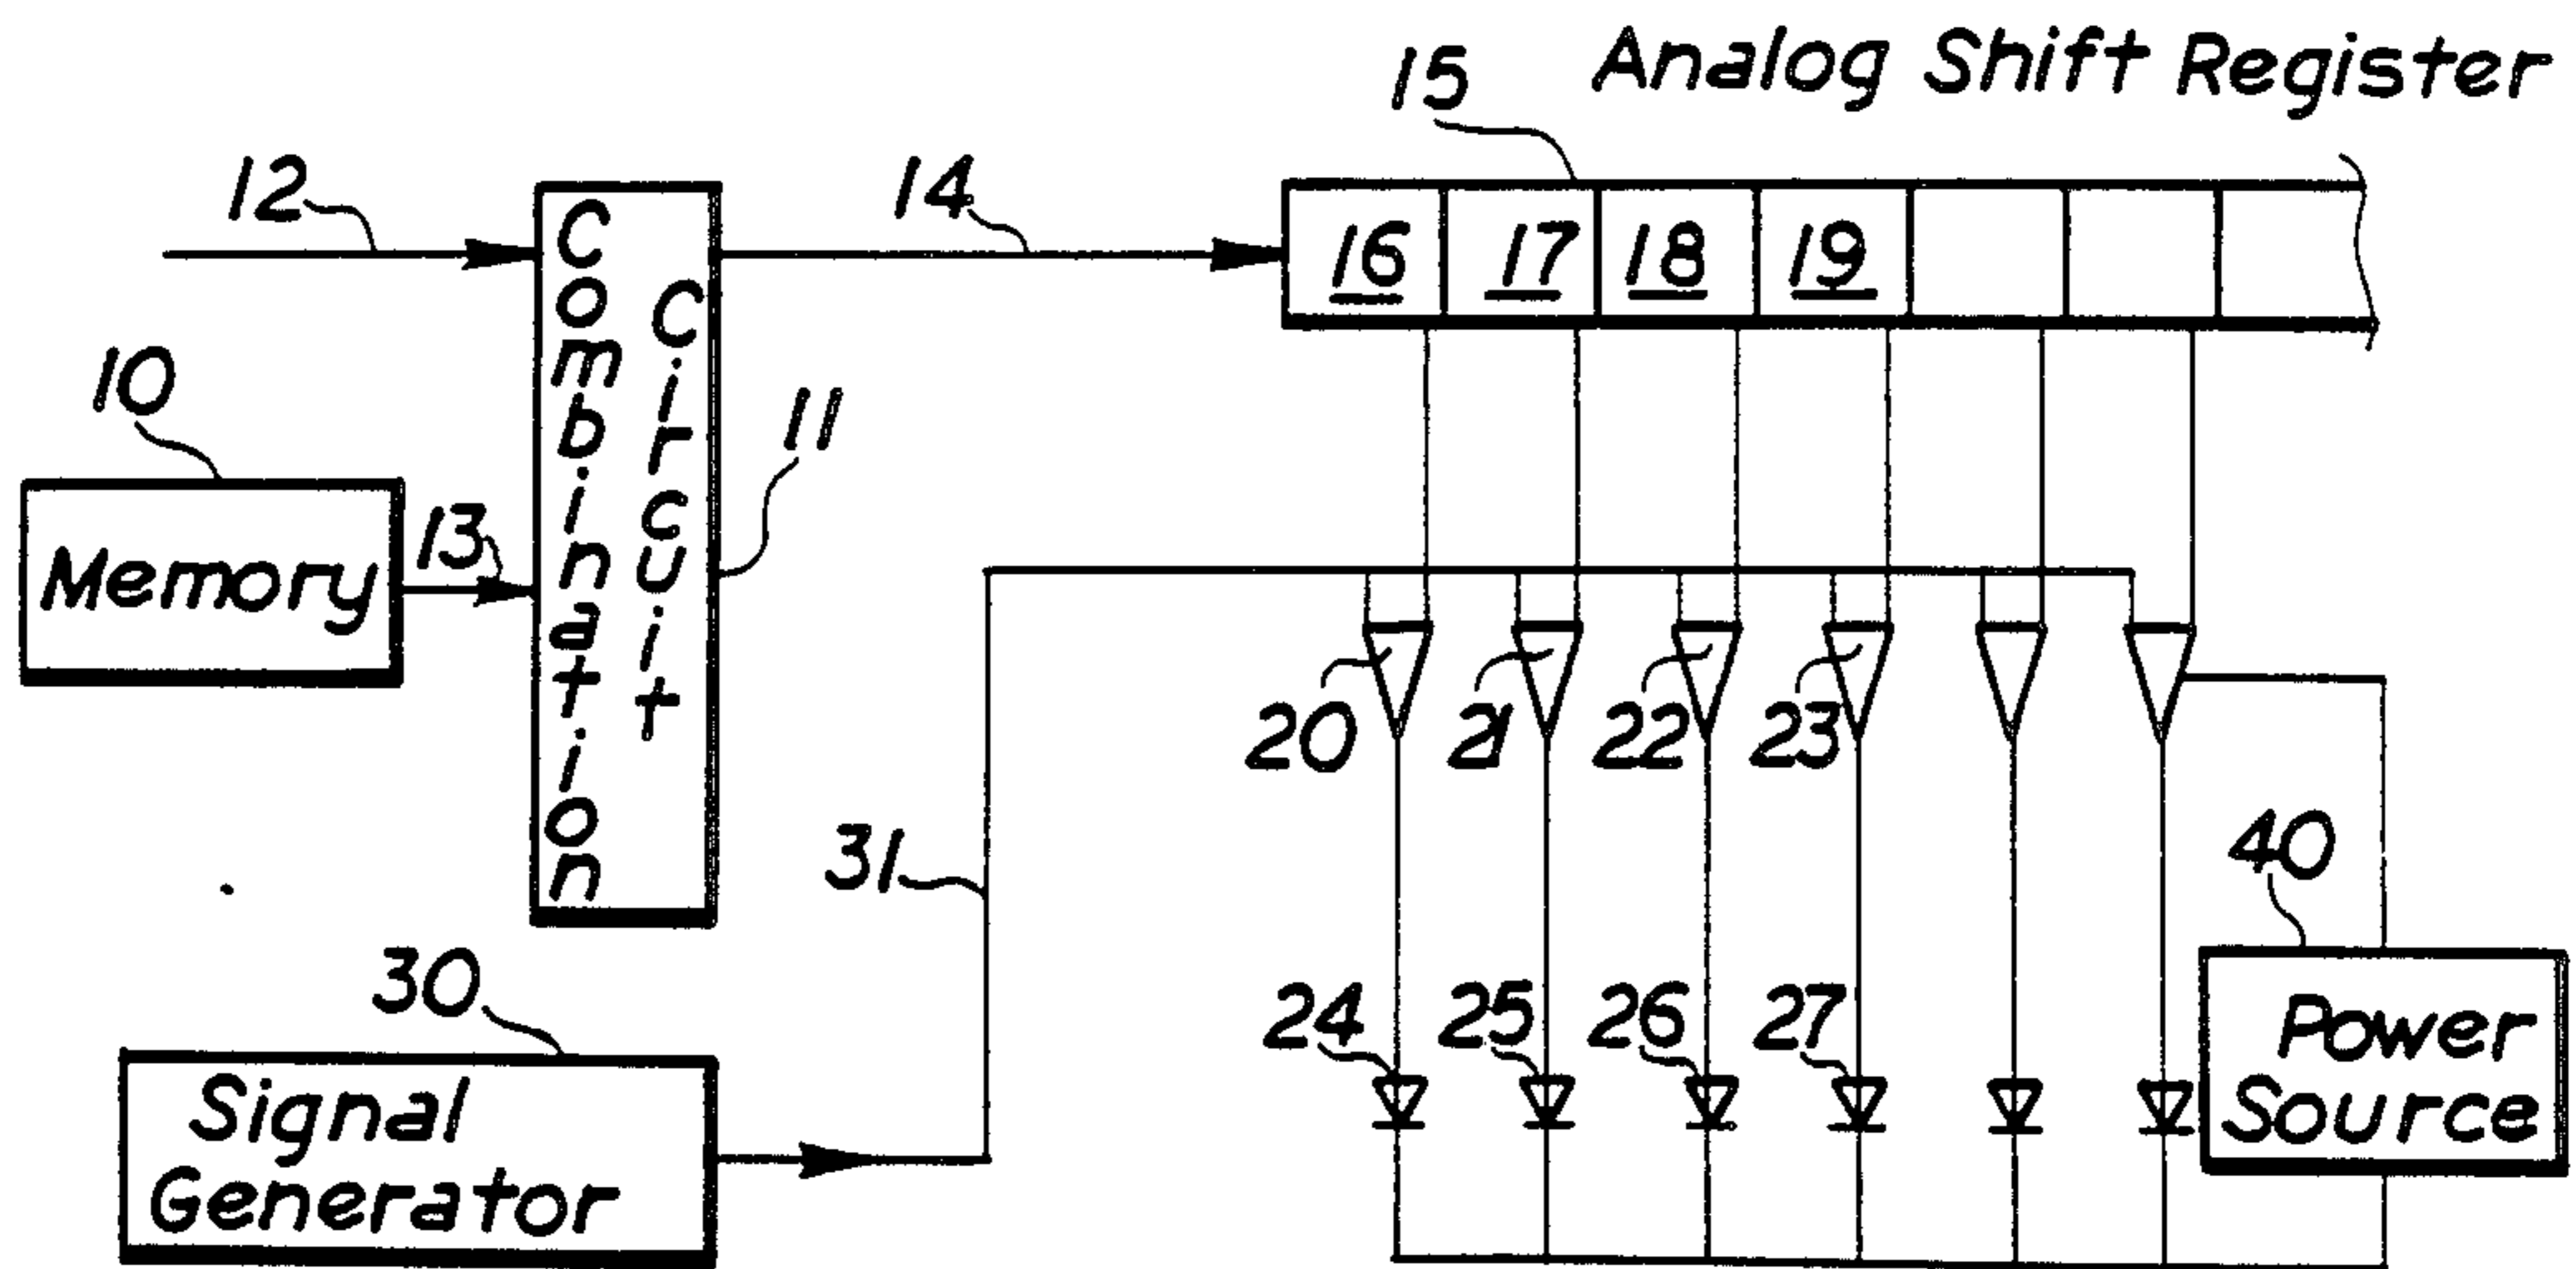 15 Analog Shift Register
12
14
16 17 18 19
10
Memory
13
Combination
Circuit
11
20 21 22 23
31
40
30
24 25 26 27
Power
Source
Signal
Generator